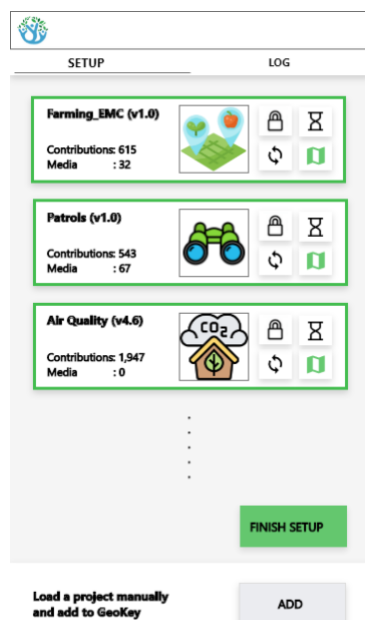 SETUP LOG
Farming_EMC (v1.0)
Contributions: 615
Media : 32
Patrols (v1.0)
Contributions: 543
Media : 67
Air Quality (v4.6)
CO2
Contributions: 1,947
Media : 0
FINISH SETUP
Load a project manually
and add to GeoKey
ADD